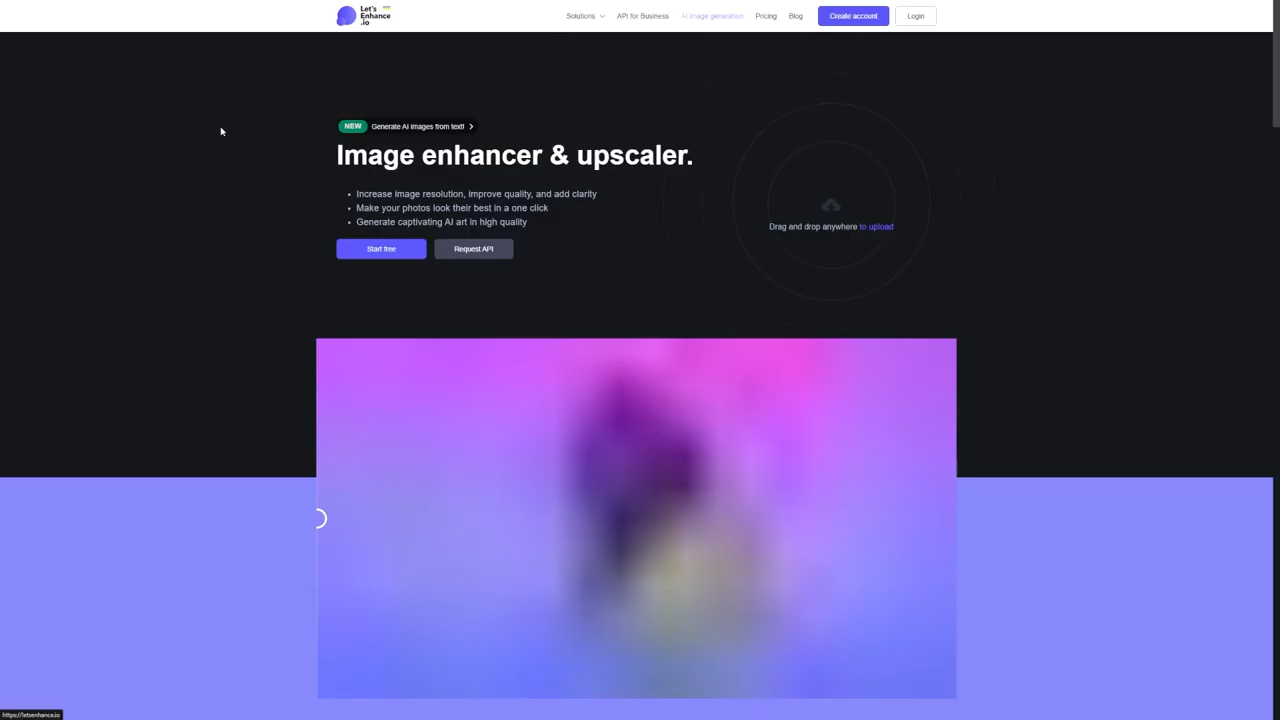 Let's
Enhance
.io
Solutions
API for Business
AI image generation
Pricing
Blog
Create account
Login
NEW Generate AI images from text!
Image enhancer & upscaler.
• Increase image resolution, improve quality, and add clarity
• Make your photos look their best in a one click
• Generate captivating AI art in high quality
Start free
Request API
Drag and drop anywhere to upload
https://letsenhance.io